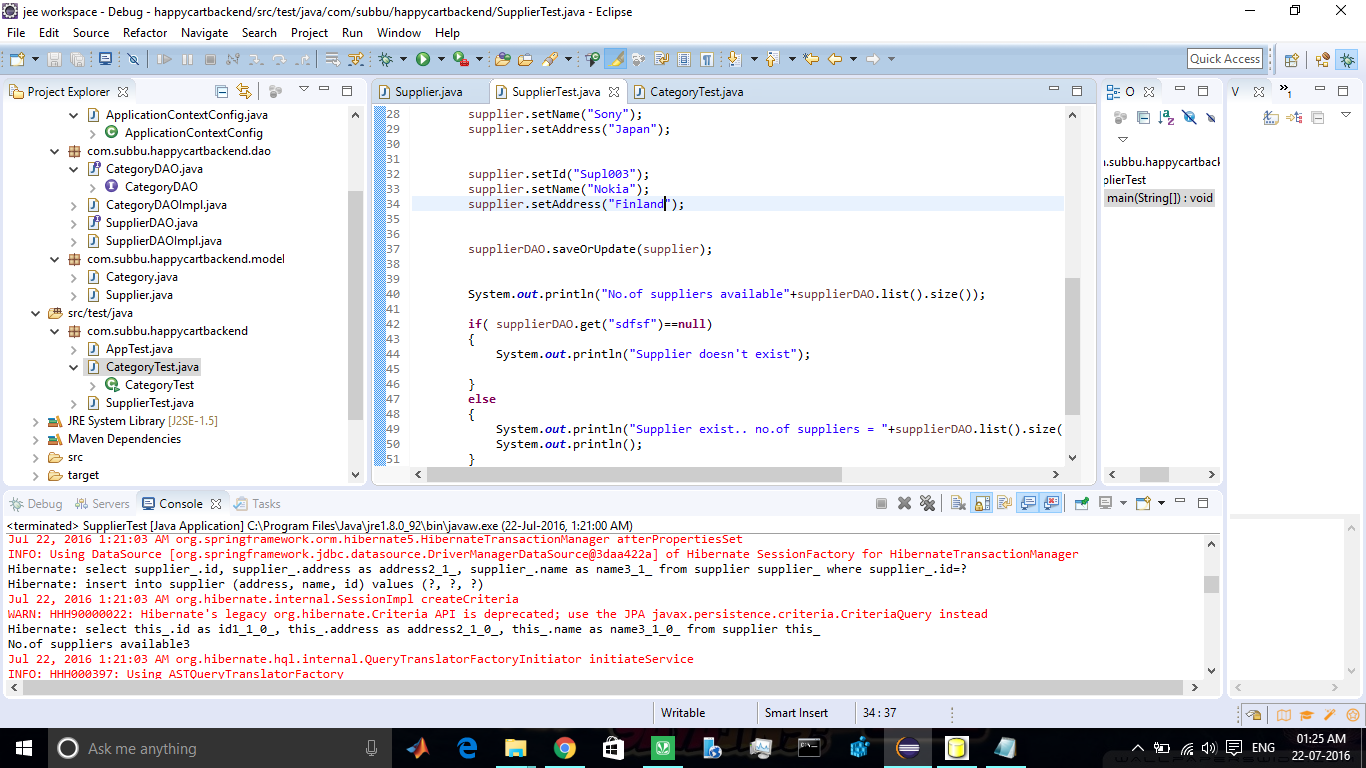 jee workspace - Debug - happycartbackend/src/test/java/com/subbu/happycartbackend/SupplierTest.java - Eclipse
File Edit Source Refactor Navigate Search Project Run Window Help
Quick Access
Project Explorer
ApplicationContextConfig.java
ApplicationContextConfig
com.subbu.happycartbackend.dao
CategoryDAO.java
CategoryDAO
CategoryDAOImpl.java
SupplierDAO.java
SupplierDAOImpl.java
com.subbu.happycartbackend.model
Category.java
Supplier.java
src/test/java
com.subbu.happycartbackend
AppTest.java
CategoryTest.java
CategoryTest
SupplierTest.java
JRE System Library [J2SE-1.5]
Maven Dependencies
src
target
Supplier.java SupplierTest.java CategoryTest.java
28 supplier.setName("Sony");
29 supplier.setAddress("Japan");
30
31
32 supplier.setId("Supl003");
33 supplier.setName("Nokia");
34 supplier.setAddress("Finland");
35
36
37 supplierDAO.saveOrUpdate(supplier);
38
39
40 System.out.println("No.of suppliers available"+supplierDAO.list().size());
41
42 if( supplierDAO.get("sdfsf")==null)
43 {
44 System.out.println("Supplier doesn't exist");
45
46 }
47 else
48 {
49 System.out.println("Supplier exist.. no.of suppliers = "+supplierDAO.list().size(
50 System.out.println();
51 }
O
ı.subbu.happycartbackı
plierTest
main(String[]) : void
V
»1
Debug Servers Console Tasks
<terminated> SupplierTest [Java Application] C:\Program Files\Java\jre1.8.0_92\bin\javaw.exe (22-Jul-2016, 1:21:00 AM)
Jul 22, 2016 1:21:03 AM org.springframework.orm.hibernate5.HibernateTransactionManager afterPropertiesSet
INFO: Using DataSource [org.springframework.jdbc.datasource.DriverManagerDataSource@3daa422a] of Hibernate SessionFactory for HibernateTransactionManager
Hibernate: select supplier_.id, supplier_.address as address2_1_, supplier_.name as name3_1_ from supplier supplier_ where supplier_.id=?
Hibernate: insert into supplier (address, name, id) values (?, ?, ?)
Jul 22, 2016 1:21:03 AM org.hibernate.internal.SessionImpl createCriteria
WARN: HHH90000022: Hibernate's legacy org.hibernate.Criteria API is deprecated; use the JPA javax.persistence.criteria.CriteriaQuery instead
Hibernate: select this_.id as id1_1_0_, this_.address as address2_1_0_, this_.name as name3_1_0_ from supplier this_
No.of suppliers available3
Jul 22, 2016 1:21:03 AM org.hibernate.hql.internal.QueryTranslatorFactoryInitiator initiateService
INFO: HHH000397: Using ASTQueryTranslatorFactory
Writable Smart Insert 34 : 37
Ask me anything
ENG
01:25 AM
22-07-2016